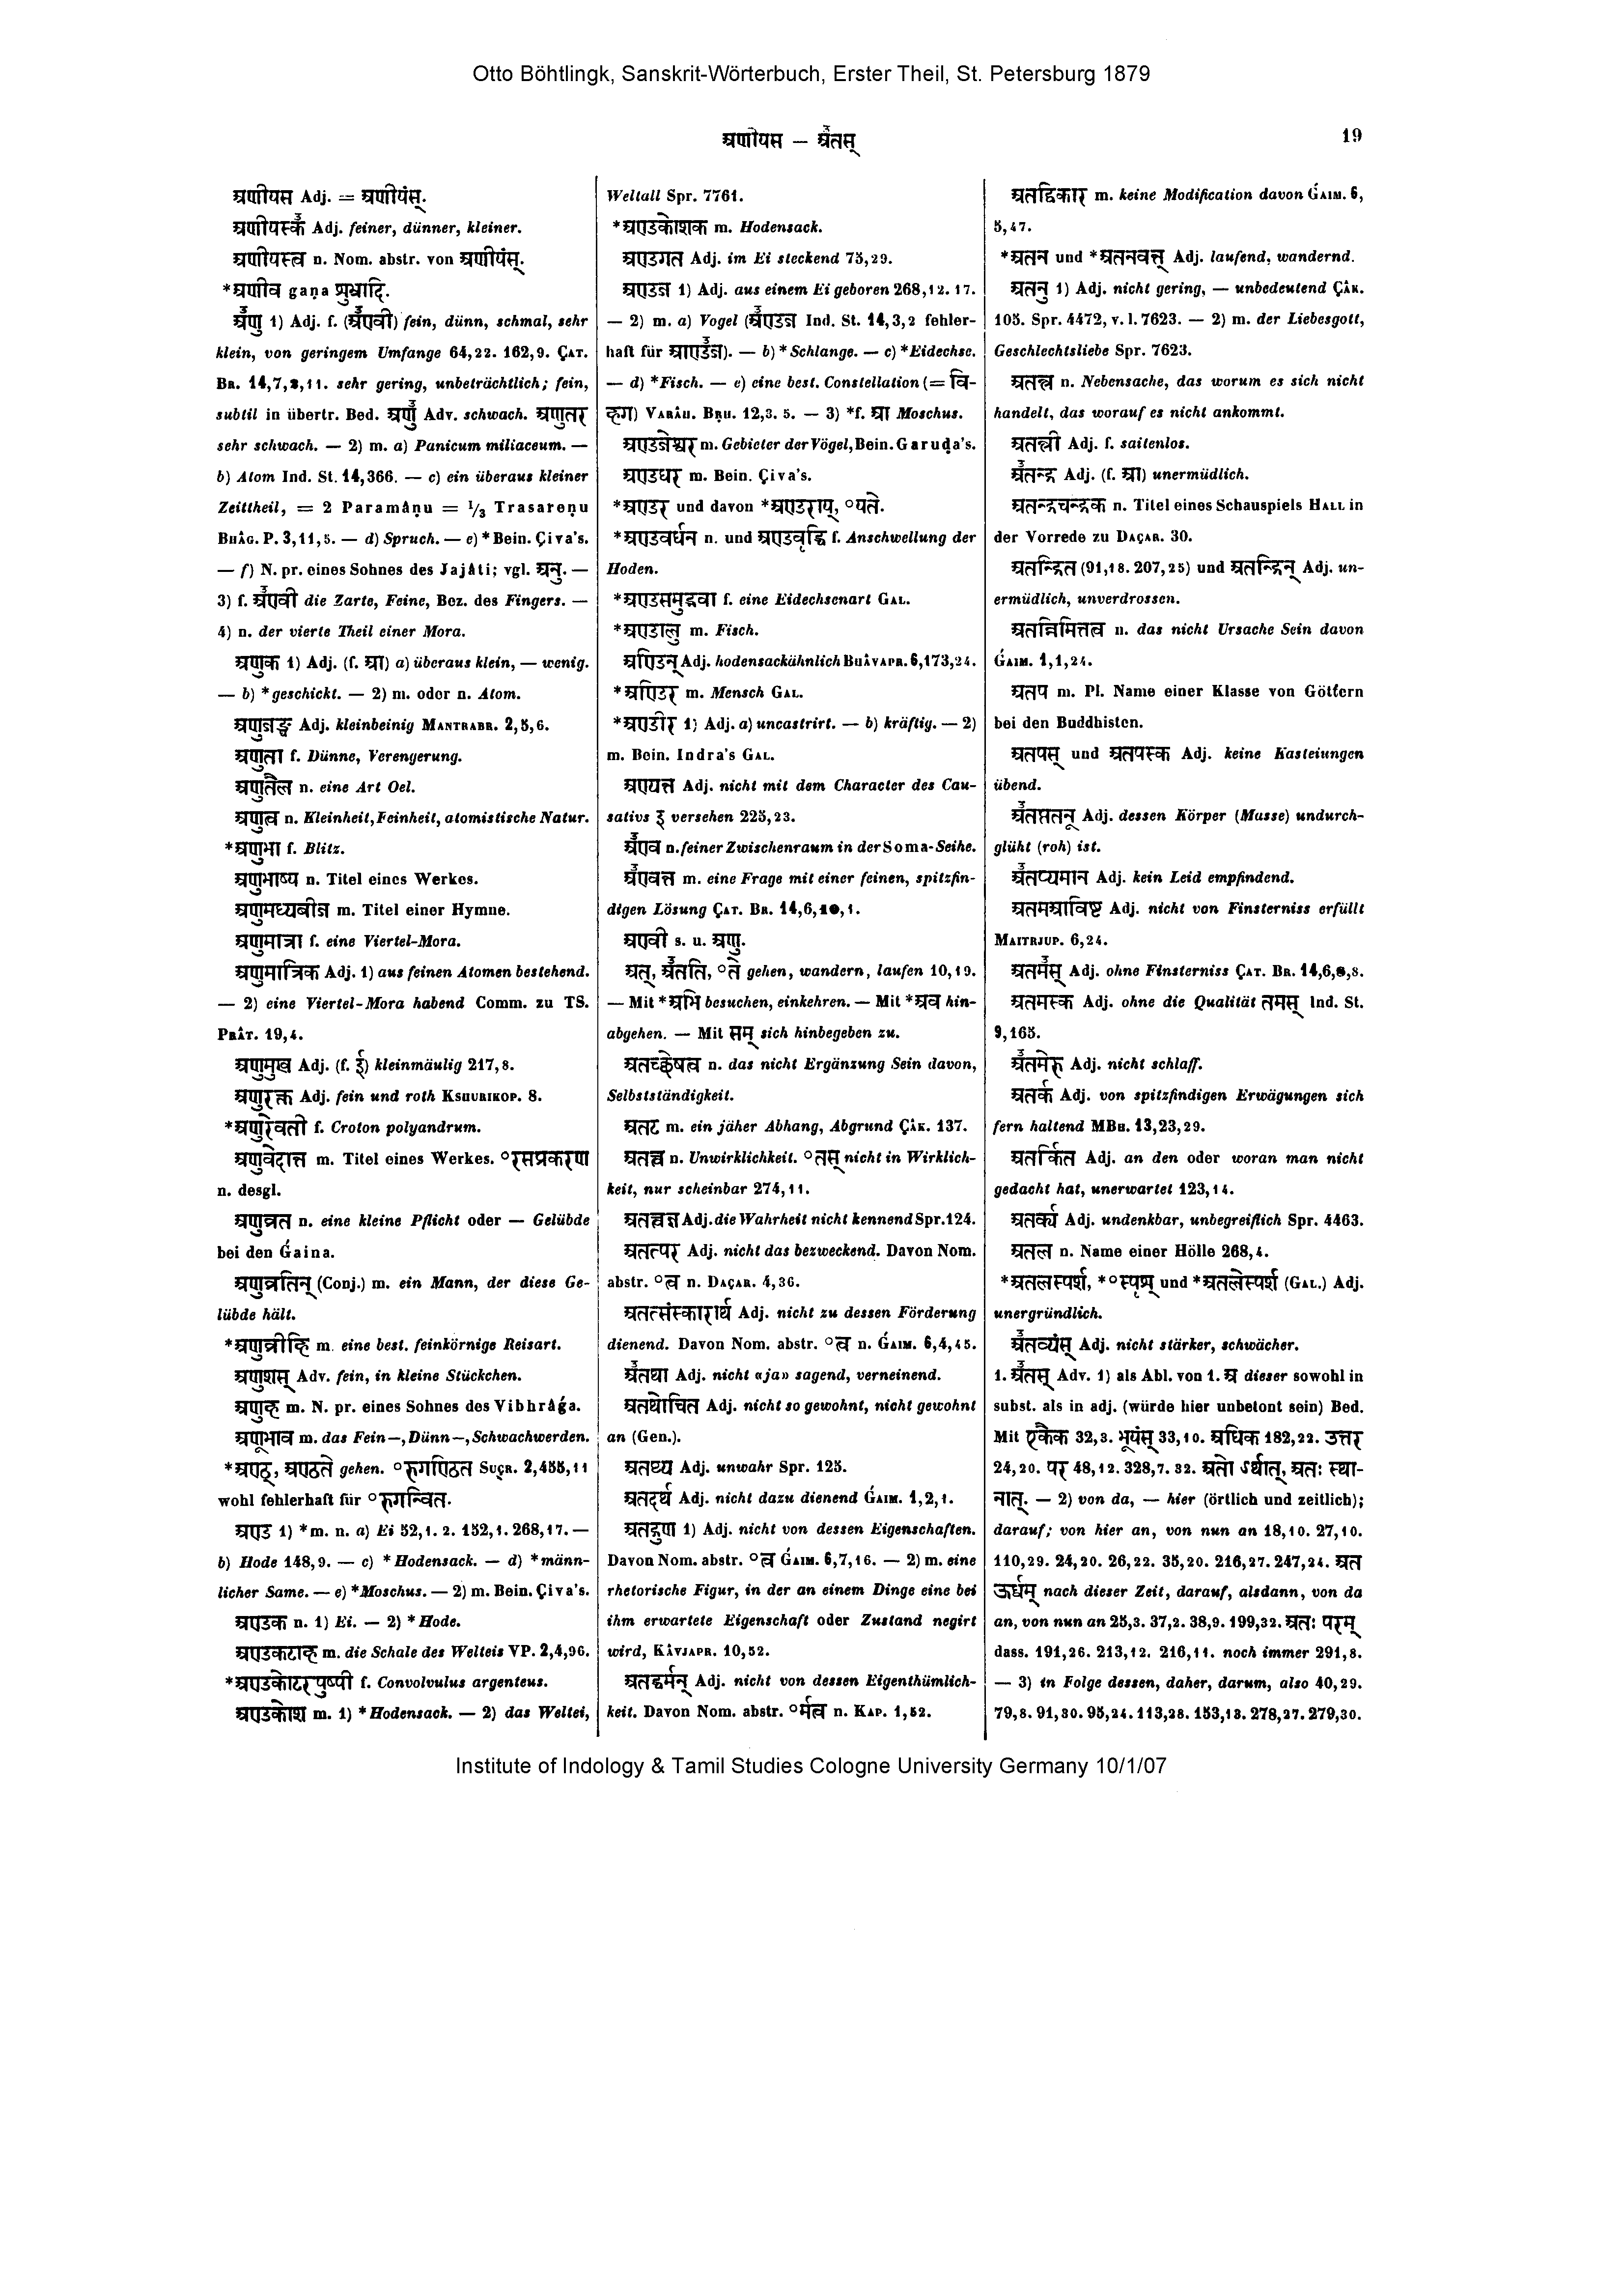 Otto Böhtlingk, Sanskrit-Wörterbuch, Erster Theil, St. Petersburg 1879
अणीयस — अतस्
19
अणीयस Adj. = अणीयंस्.
अणीयस्क Adj. feiner, dünner, kleiner.
अणीयस्त्व n. Nom. abstr. von अणीयंस्.
*अणीव gaṇa शुभ्रादि.
अणु 1) Adj. f. (अण्वी) fein, dünn, schmal, sehr
klein, von geringem Umfange 64,22. 162,9. Çat.
Br. 14,7,2,11. sehr gering, unbeträchtlich; fein,
subtil in übertr. Bed. अणु Adv. schwach. अणुतर
sehr schwach. — 2) m. a) Panicum miliaceum. —
b) Atom Ind. St. 14,366. — c) ein überaus kleiner
Zeittheil, = 2 Paramâṇu = 1/3 Trasareṇu
Bhâg. P. 3,11,5. — d) Spruch. — e) *Bein. Çiva's.
— f) N. pr. eines Sohnes des Jajâti; vgl. अनु. —
3) f. अण्वी die Zarte, Feine, Bez. des Fingers. —
4) n. der vierte Theil einer Mora.
अणुक 1) Adj. (f. आ) a) überaus klein, — wenig.
— b) *geschickt. — 2) m. oder n. Atom.
अणुजङ्घ Adj. kleinbeinig Mantrabr. 2,5,6.
अणुता f. Dünne, Verengerung.
अणुतैल n. eine Art Oel.
अणुत्व n. Kleinheit, Feinheit, atomistische Natur.
*अणुभा f. Blitz.
अणुभाष्य n. Titel eines Werkes.
अणुमध्यबीज m. Titel einer Hymne.
अणुमात्रा f. eine Viertel-Mora.
अणुमात्रिक Adj. 1) aus feinen Atomen bestehend.
— 2) eine Viertel-Mora habend Comm. zu TS.
Prât. 19,4.
अणुमुख Adj. (f. ई) kleinmäulig 217,8.
अणुरक्त Adj. fein und roth Kshurikop. 8.
*अणुरेवती f. Croton polyandrum.
अणुवेदान्त m. Titel eines Werkes. °रसप्रकरण
n. desgl.
अणुव्रत n. eine kleine Pflicht oder — Gelübde
bei den Ǵaina.
अणुव्रतिन् (Conj.) m. ein Mann, der diese Ge-
lübde hält.
*अणुव्रीहि m. eine best. feinkörnige Reisart.
अणुशस् Adv. fein, in kleine Stückchen.
अणुह m. N. pr. eines Sohnes des Vibhrâǵa.
अणूभाव m. das Fein—, Dünn—, Schwachwerden.
*अण्ठ्, अण्ठते gehen. °रुगण्ठित Suçr. 2,455,11
wohl fehlerhaft für °रुगन्वित.
अण्ड 1) *m. n. a) Ei 52,1. 2. 152,1. 268,17. —
b) Hode 148,9. — c) *Hodensack. — d) *männ-
licher Same. — e) *Moschus. — 2) m. Bein. Çiva's.
अण्डक n. 1) Ei. — 2) *Hode.
अण्डकटाह m. die Schale des Welteis VP. 2,4,96.
*अण्डकोटरपुष्पी f. Convolvulus argenteus.
अण्डकोश m. 1) *Hodensack. — 2) das Weltei,
Weltall Spr. 7761.
*अण्डकोशक m. Hodensack.
अण्डगत Adj. im Ei steckend 75,29.
अण्डज 1) Adj. aus einem Ei geboren 268,12. 17.
— 2) m. a) Vogel (अण्डज Ind. St. 14,3,2 fehler-
haft für आण्डज). — b) *Schlange. — c) *Eidechse.
— d) *Fisch. — e) eine best. Constellation (= वि-
हग) Varâh. Bṛh. 12,3. 5. — 3) *f. आ Moschus.
अण्डजेश्वर m. Gebieter der Vögel, Bein. Garuḍa's.
अण्डधर m. Bein. Çiva's.
*अण्डर und davon *अण्डराय्, °यते.
*अण्डवर्धन n. und अण्डवृद्धि f. Anschwellung der
Hoden.
*अण्डसमुद्भवा f. eine Eidechsenart Gal.
*अण्डालु m. Fisch.
अण्डिन् Adj. hodensackähnlich Bhâvapr. 6,173,24.
*अण्डिर m. Mensch Gal.
*अण्डीर 1) Adj. a) uncastrirt. — b) kräftig. — 2)
m. Bein. Indra's Gal.
अण्यन्त Adj. nicht mit dem Character des Cau-
sativs इ versehen 225,23.
अण्व n. feiner Zwischenraum in der Soma-Seihe.
अण्वन्त m. eine Frage mit einer feinen, spitzfin-
digen Lösung Çat. Br. 14,6,10,1.
अण्वी s. u. अणु.
अत्, अतति, °ते gehen, wandern, laufen 10,19.
— Mit *अभि besuchen, einkehren. — Mit *अव hin-
abgehen. — Mit सम् sich hinbegeben zu.
अतच्छेषत्व n. das nicht Ergänzung Sein davon,
Selbstständigkeit.
अतट m. ein jäher Abhang, Abgrund Çâk. 137.
अतत्त्व n. Unwirklichkeit. °तस् nicht in Wirklich-
keit, nur scheinbar 274,11.
अतत्त्वज्ञ Adj. die Wahrheit nicht kennend Spr. 124.
अतत्पर Adj. nicht das bezweckend. Davon Nom.
abstr. °त्व n. Daçar. 4,36.
अतत्संस्कारार्थ Adj. nicht zu dessen Förderung
dienend. Davon Nom. abstr. °त्व n. Ǵaim. 6,4,45.
अतथा Adj. nicht «ja» sagend, verneinend.
अतथोचित Adj. nicht so gewohnt, nicht gewohnt
an (Gen.).
अतथ्य Adj. unwahr Spr. 125.
अतदर्थ Adj. nicht dazu dienend Ǵaim. 1,2,1.
अतद्गुण 1) Adj. nicht von dessen Eigenschaften.
Davon Nom. abstr. °त्व Ǵaim. 6,7,16. — 2) m. eine
rhetorische Figur, in der an einem Dinge eine bei
ihm erwartete Eigenschaft oder Zustand negirt
wird, Kâvjapr. 10,52.
अतद्धर्मन् Adj. nicht von dessen Eigenthümlich-
keit. Davon Nom. abstr. °र्मत्व n. Kap. 1,52.
अतद्विकार m. keine Modification davon Ǵaim. 6,
5,47.
*अतन und *अतनवत्त् Adj. laufend, wandernd.
अतनु 1) Adj. nicht gering, — unbedeutend Çâk.
105. Spr. 4472, v. l. 7623. — 2) m. der Liebesgott,
Geschlechtsliebe Spr. 7623.
अतन्त्र n. Nebensache, das worum es sich nicht
handelt, das worauf es nicht ankommt.
अतन्त्री Adj. f. saitenlos.
अतन्द्र Adj. (f. आ) unermüdlich.
अतन्द्रचन्द्रक n. Titel eines Schauspiels Hall in
der Vorrede zu Daçar. 30.
अतन्द्रित (91,18. 207,25) und अतन्द्रिन् Adj. un-
ermüdlich, unverdrossen.
अतन्निमित्तत्व n. das nicht Ursache Sein davon
Ǵaim. 1,1,24.
अतप m. Pl. Name einer Klasse von Göttern
bei den Buddhisten.
अतपस् und अतपस्क Adj. keine Kasteiungen
übend.
अतप्ततनू Adj. dessen Körper (Masse) undurch-
glüht (roh) ist.
अतप्यमान Adj. kein Leid empfindend.
अतमआविष्ट Adj. nicht von Finsterniss erfüllt
Maitrjup. 6,24.
अतमस् Adj. ohne Finsterniss Çat. Br. 14,6,8,8.
अतमस्क Adj. ohne die Qualität तमस् Ind. St.
9,165.
अतमेरु Adj. nicht schlaff.
अतर्क Adj. von spitzfindigen Erwägungen sich
fern haltend MBh. 13,23,29.
अतर्कित Adj. an den oder woran man nicht
gedacht hat, unerwartet 123,14.
अतर्क्य Adj. undenkbar, unbegreiflich Spr. 4463.
अतल n. Name einer Hölle 268,4.
*अतलस्पर्श, *°स्पृश् und *अतलेस्पर्श (Gal.) Adj.
unergründlich.
अतव्यंस् Adj. nicht stärker, schwächer.
1. अतस् Adv. 1) als Abl. von 1. अ dieser sowohl in
subst. als in adj. (würde hier unbetont sein) Bed.
Mit एकैक 32,3. भूयंस् 33,10. अधिक 182,22. उत्तर
24,20. पर 48,12. 328,7. 32. अतो ऽर्थात्, अतः स्था-
नात्. — 2) von da, — hier (örtlich und zeitlich);
darauf; von hier an, von nun an 18,10. 27,10.
110,29. 24,20. 26,22. 35,20. 216,27. 247,24. अत
ऊर्धम् nach dieser Zeit, darauf, alsdann, von da
an, von nun an 25,3. 37,2. 38,9. 199,32. अतः परम्
dass. 191,26. 213,12. 216,11. noch immer 291,8.
— 3) in Folge dessen, daher, darum, also 40,29.
79,8. 91,30. 95,24. 113,28. 153,18. 278,27. 279,30.
Institute of Indology & Tamil Studies Cologne University Germany 10/1/07